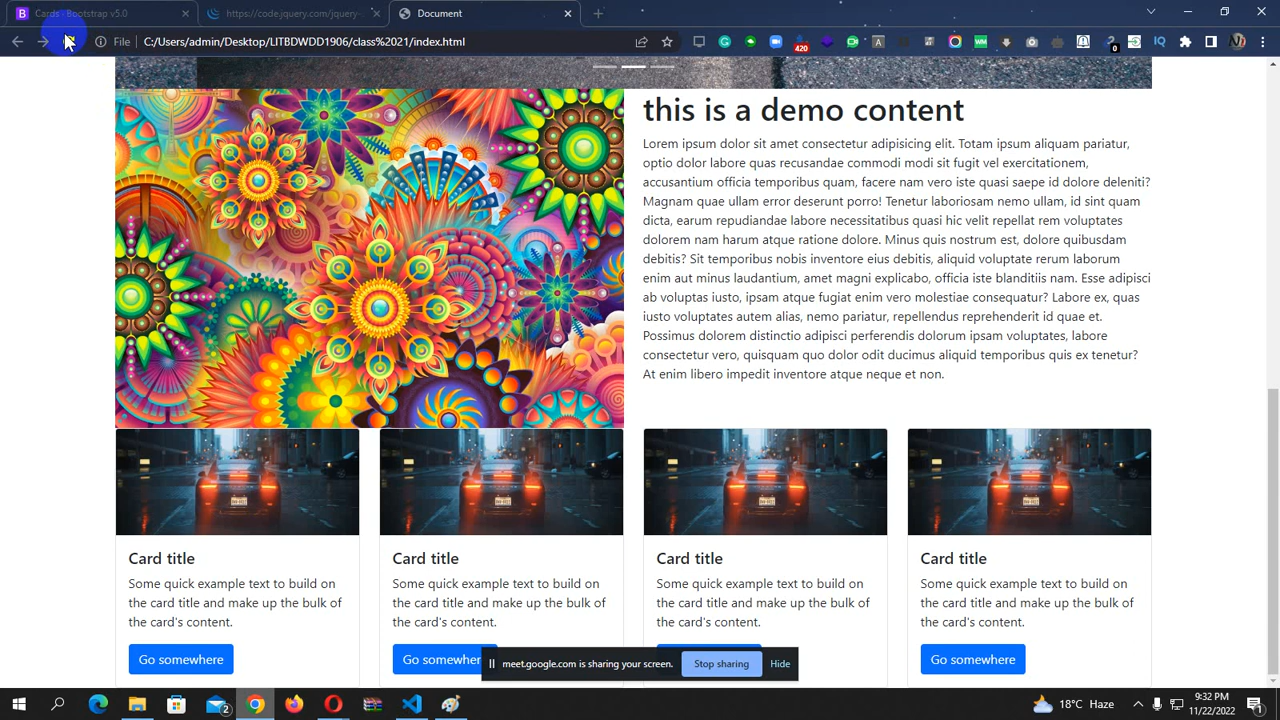 Cards · Bootstrap v5.0
https://code.jquery.com/jquery-
Document
File
C:/Users/admin/Desktop/LITBDWDD1906/class%2021/index.html
420
WM
IQ
0
this is a demo content
Lorem ipsum dolor sit amet consectetur adipisicing elit. Totam ipsum aliquam pariatur,
optio dolor labore quas recusandae commodi modi sit fugit vel exercitationem,
accusantium officia temporibus quam, facere nam vero iste quasi saepe id dolore deleniti?
Magnam quae ullam error deserunt porro! Tenetur laboriosam nemo ullam, id sint quam
dicta, earum repudiandae labore necessitatibus quasi hic velit repellat rem voluptates
dolorem nam harum atque ratione dolore. Minus quis nostrum est, dolore quibusdam
debitis? Sit temporibus nobis inventore eius debitis, aliquid voluptate rerum laborum
enim aut minus laudantium, amet magni explicabo, officia iste blanditiis nam. Esse adipisci
ab voluptas iusto, ipsam atque fugiat enim vero molestiae consequatur? Labore ex, quas
iusto voluptates autem alias, nemo pariatur, repellendus reprehenderit id quae et.
Possimus dolorem distinctio adipisci perferendis dolorum ipsam voluptates, labore
consectetur vero, quisquam quo dolor odit ducimus aliquid temporibus quis ex tenetur?
At enim libero impedit inventore atque neque et non.
Card title
Some quick example text to build on
the card title and make up the bulk of
the card's content.
Go somewhere
Card title
Some quick example text to build on
the card title and make up the bulk of
the card's content.
Go somewher
Card title
Some quick example text to build on
the card title and make up the bulk of
the card's content.
Card title
Some quick example text to build on
the card title and make up the bulk of
the card's content.
Go somewhere
meet.google.com is sharing your screen.
Stop sharing
Hide
2
18°C Haze
9:32 PM
11/22/2022
1